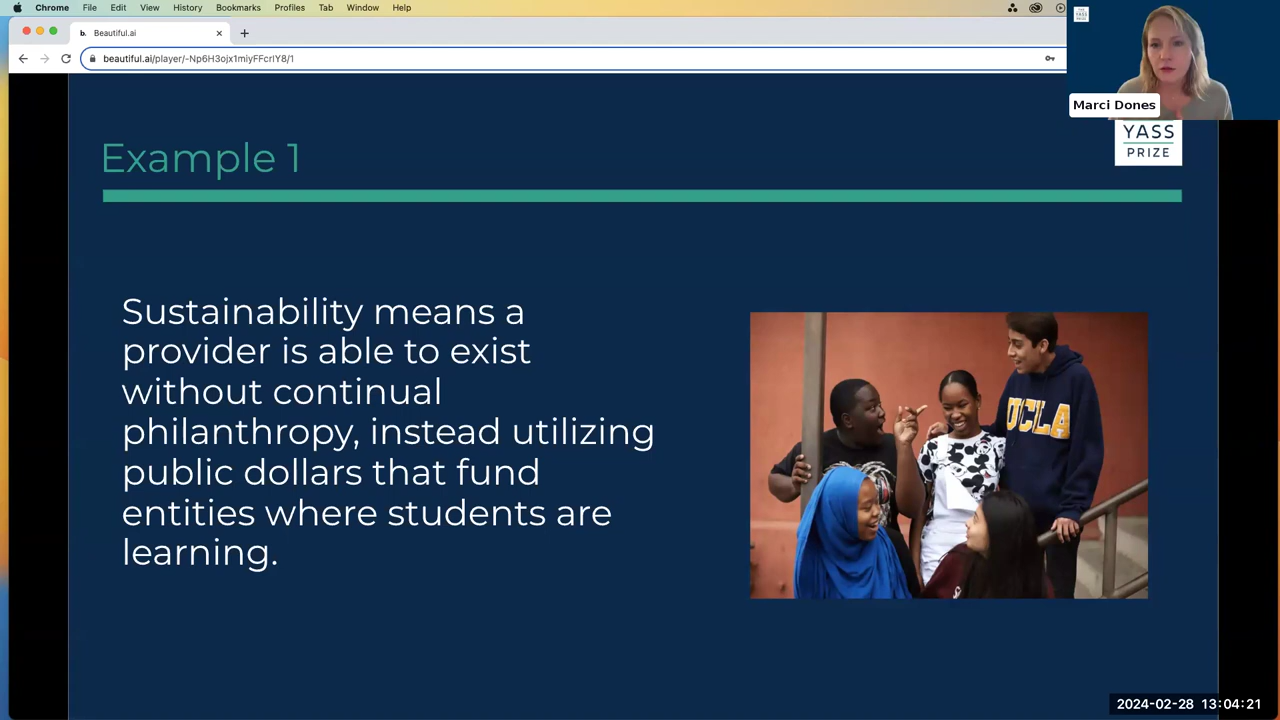 Chrome File Edit View History Bookmarks Profiles Tab Window Help
b. Beautiful.ai
beautiful.ai/player/-Np6H3ojx1miyFFcrIY8/1
Marci Dones
YASS
PRIZE
Example 1
Sustainability means a
provider is able to exist
without continual
philanthropy, instead utilizing
public dollars that fund
entities where students are
learning.
UCLA
2024-02-28 13:04:21